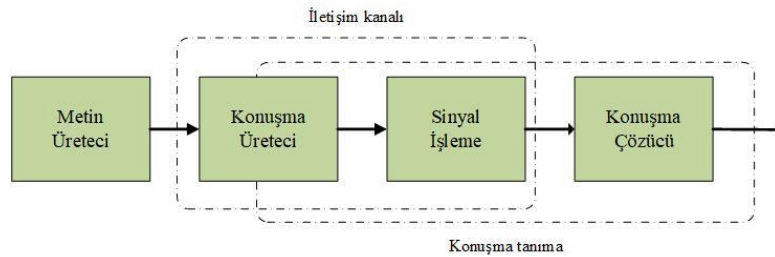 İletişim kanalı
Metin
Üreteci
Konuşma
Üreteci
Sinyal
İşleme
Konuşma
Çözücü
Konuşma tanıma